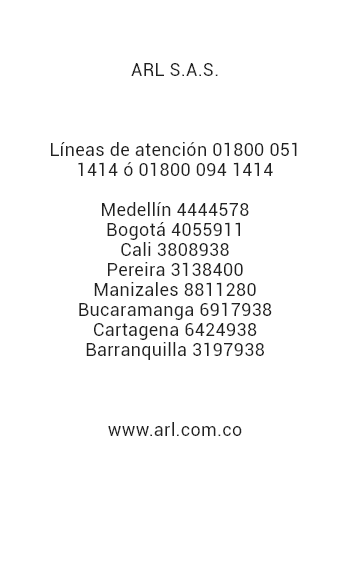 ARL S.A.S.
Líneas de atención 01800 051
1414 ó 01800 094 1414
Medellín 4444578
Bogotá 4055911
Cali 3808938
Pereira 3138400
Manizales 8811280
Bucaramanga 6917938
Cartagena 6424938
Barranquilla 3197938
www.arl.com.co